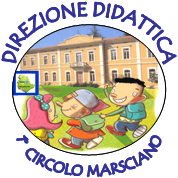 DIREZIONE DIDATTICA
1° CIRCOLO MARSCIANO